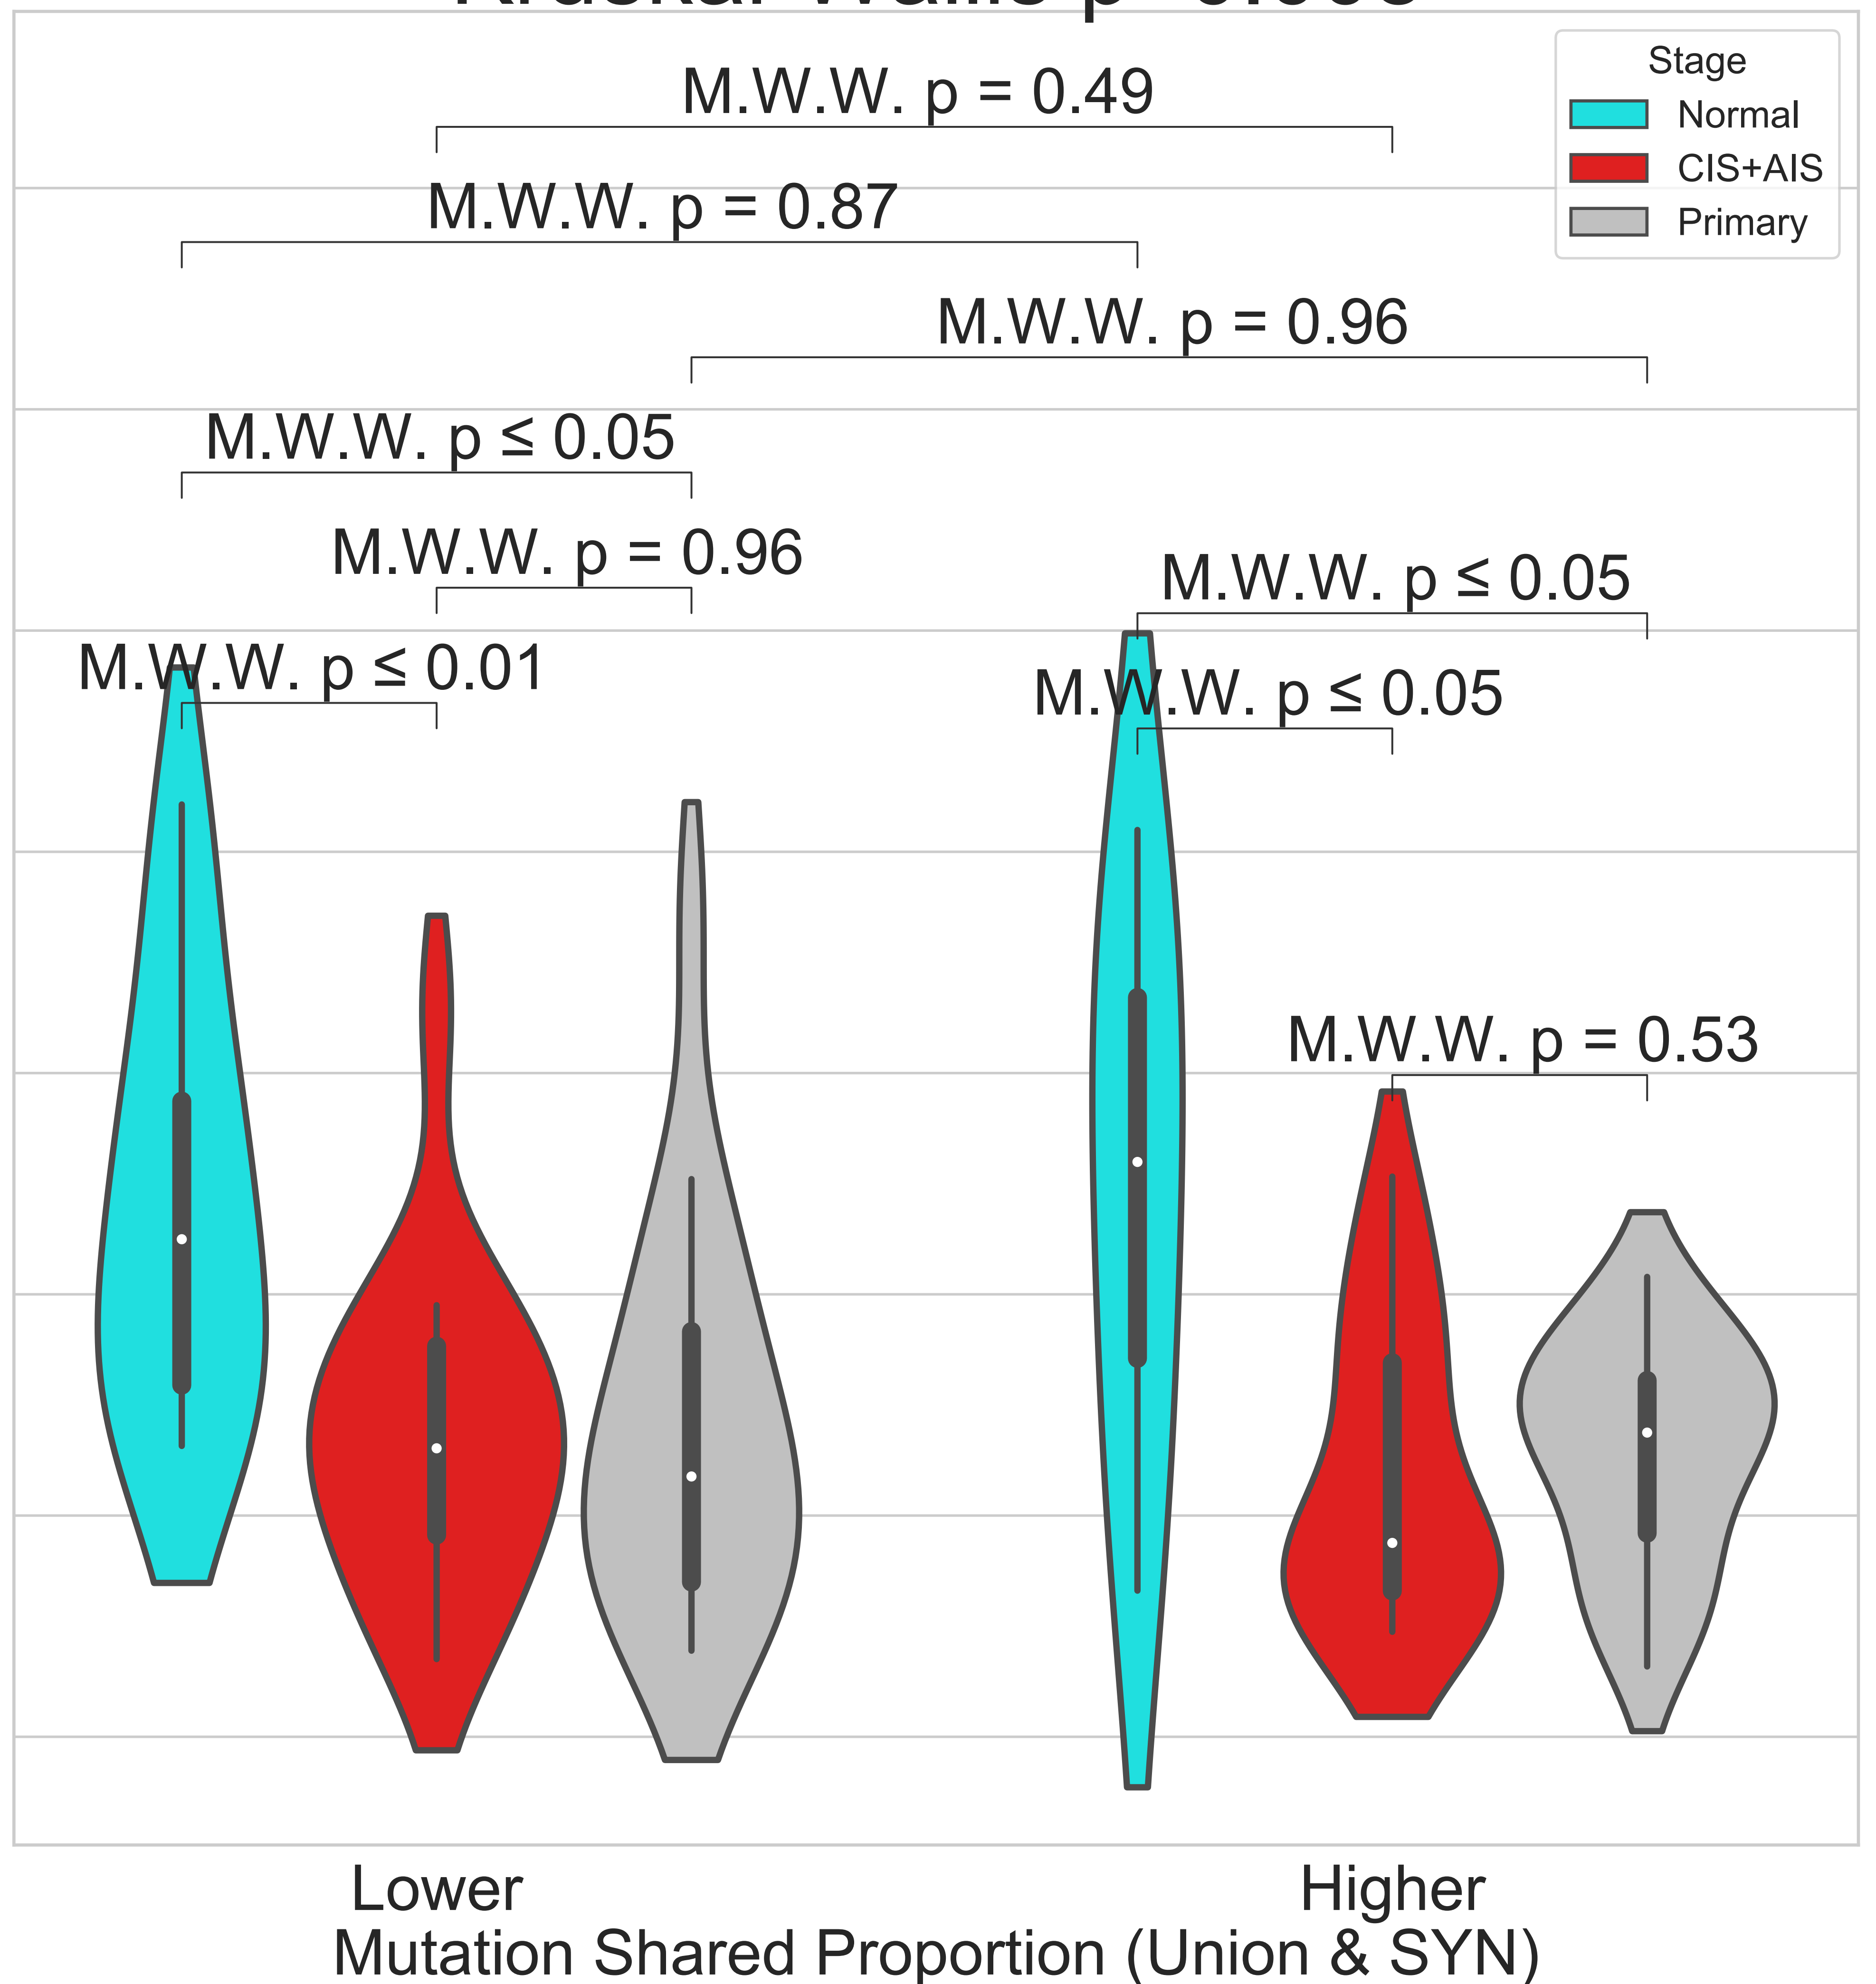 M.W.W. p = 0.49
Stage
Normal
CIS+AIS
Primary
M.W.W. p = 0.87
M.W.W. p = 0.96
M.W.W. p ≤ 0.05
M.W.W. p = 0.96
M.W.W. p ≤ 0.05
M.W.W. p ≤ 0.01
M.W.W. p ≤ 0.05
M.W.W. p = 0.53
Lower
Higher
Mutation Shared Proportion (Union & SYN)